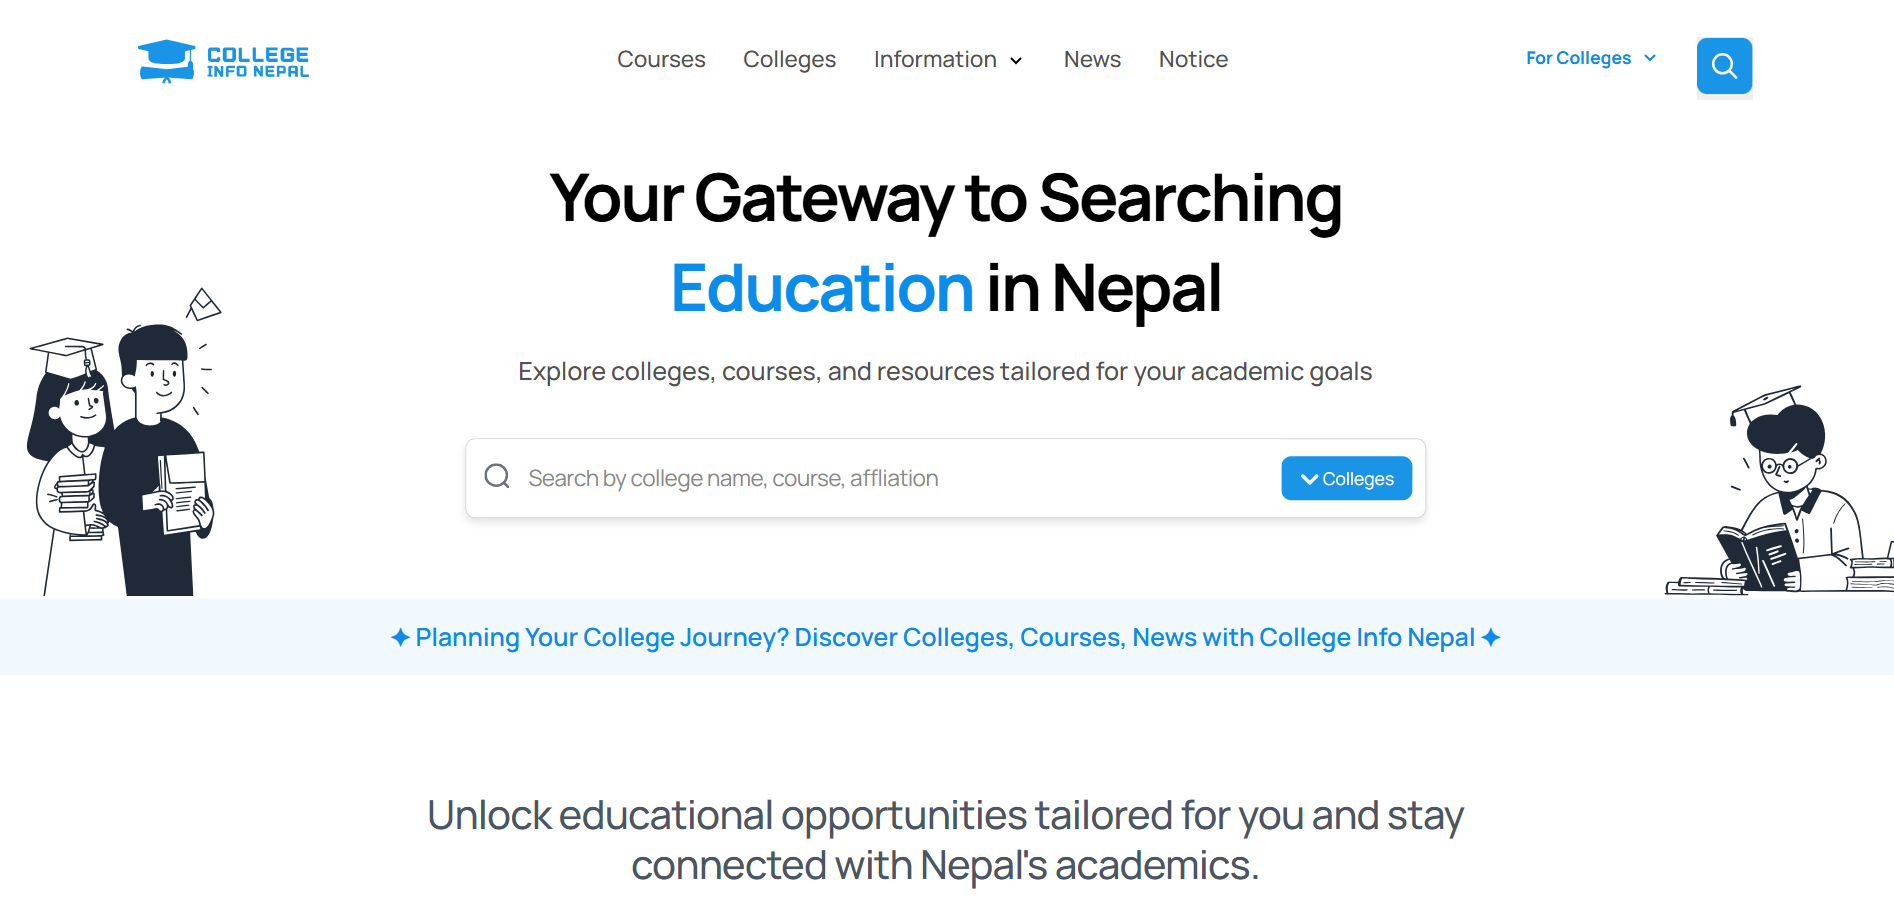 COLLEGE
INFO NEPAL
Courses Colleges Information News Notice
For Colleges
Your Gateway to Searching
Education in Nepal
Explore colleges, courses, and resources tailored for your academic goals
Search by college name, course, affliation
Colleges
✦ Planning Your College Journey? Discover Colleges, Courses, News with College Info Nepal ✦
Unlock educational opportunities tailored for you and stay
connected with Nepal's academics.